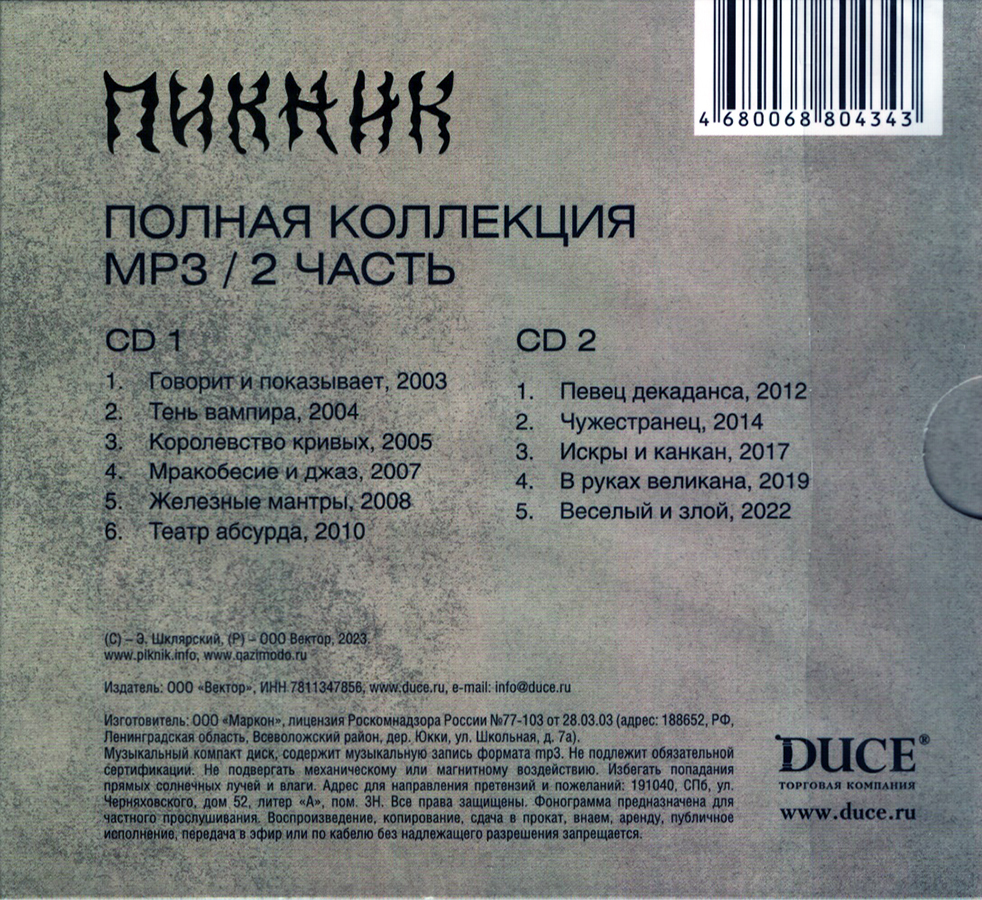 ПИКНИК
4 680068 804343
ПОЛНАЯ КОЛЛЕКЦИЯ
MP3 / 2 ЧАСТЬ
CD 1
1. Говорит и показывает, 2003
2. Тень вампира, 2004
3. Королевство кривых, 2005
4. Мракобесие и джаз, 2007
5. Железные мантры, 2008
6. Театр абсурда, 2010
CD 2
1. Певец декаданса, 2012
2. Чужестранец, 2014
3. Искры и канкан, 2017
4. В руках великана, 2019
5. Веселый и злой, 2022
(C) – Э. Шклярский, (P) – ООО Вектор, 2023.
www.piknik.info, www.qazimodo.ru
Издатель: ООО «Вектор», ИНН 7811347856, www.duce.ru, e-mail: info@duce.ru
Изготовитель: ООО «Маркон», лицензия Роскомнадзора России №77-103 от 28.03.03 (адрес: 188652, РФ,
Ленинградская область, Всеволожский район, дер. Юкки, ул. Школьная, д. 7а).
Музыкальный компакт диск, содержит музыкальную запись формата mp3. Не подлежит обязательной
сертификации. Не подвергать механическому или магнитному воздействию. Избегать попадания
прямых солнечных лучей и влаги. Адрес для направления претензий и пожеланий: 191040, СПб, ул.
Черняховского, дом 52, литер «А», пом. 3Н. Все права защищены. Фонограмма предназначена для
частного прослушивания. Воспроизведение, копирование, сдача в прокат, внаем, аренду, публичное
исполнение, передача в эфир или по кабелю без надлежащего разрешения запрещается.
DUCE®
ТОРГОВАЯ КОМПАНИЯ
www.duce.ru